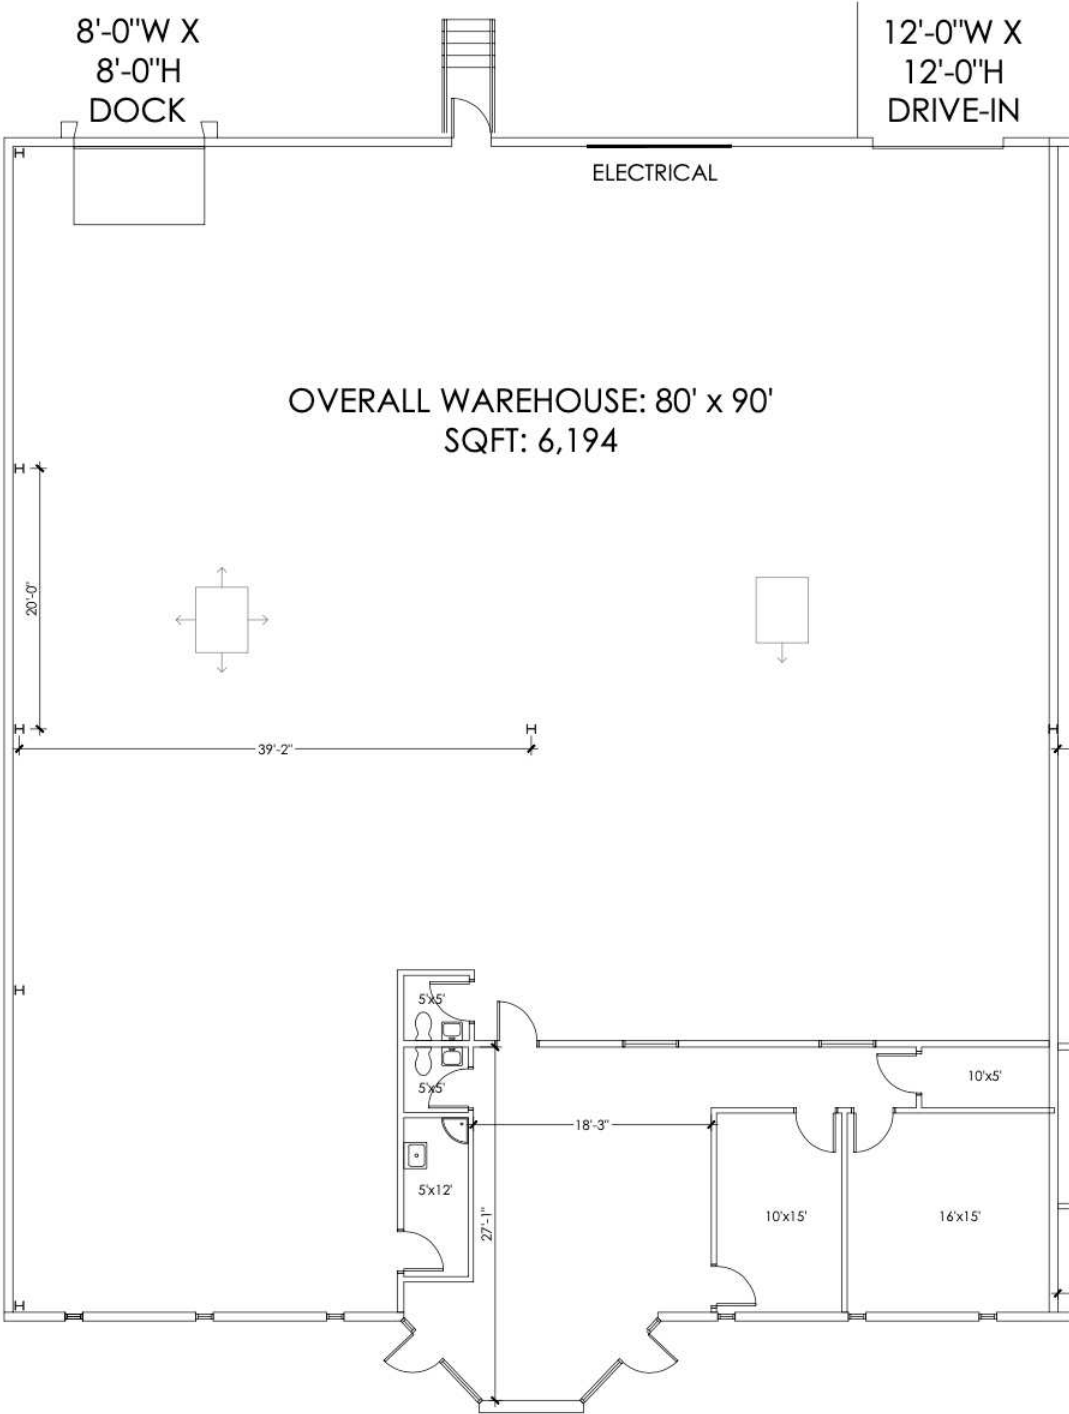 8'-0"W X
8'-0"H
DOCK
12'-0"W X
12'-0"H
DRIVE-IN
ELECTRICAL
OVERALL WAREHOUSE: 80' x 90'
SQFT: 6,194
20'-0"
39'-2"
5'x5'
5'x5'
10'x5'
18'-3"
5'x12'
27'-1"
10'x15'
16'x15'